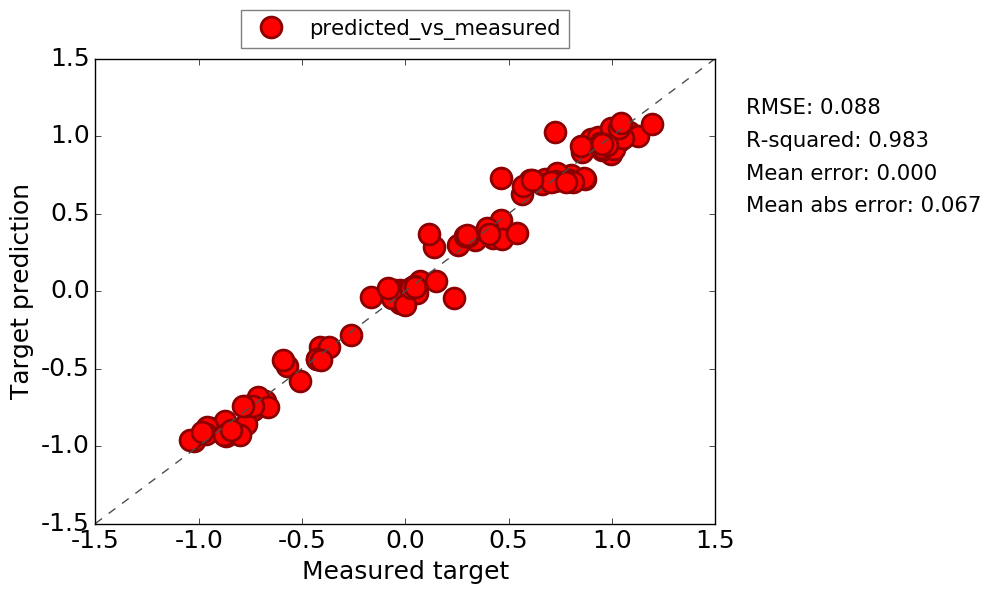 predicted_vs_measured
1.5
1.0
0.5
0.0
-0.5
-1.0
-1.5
-1.5 -1.0 -0.5 0.0 0.5 1.0 1.5
Target prediction
Measured target
RMSE: 0.088
R-squared: 0.983
Mean error: 0.000
Mean abs error: 0.067